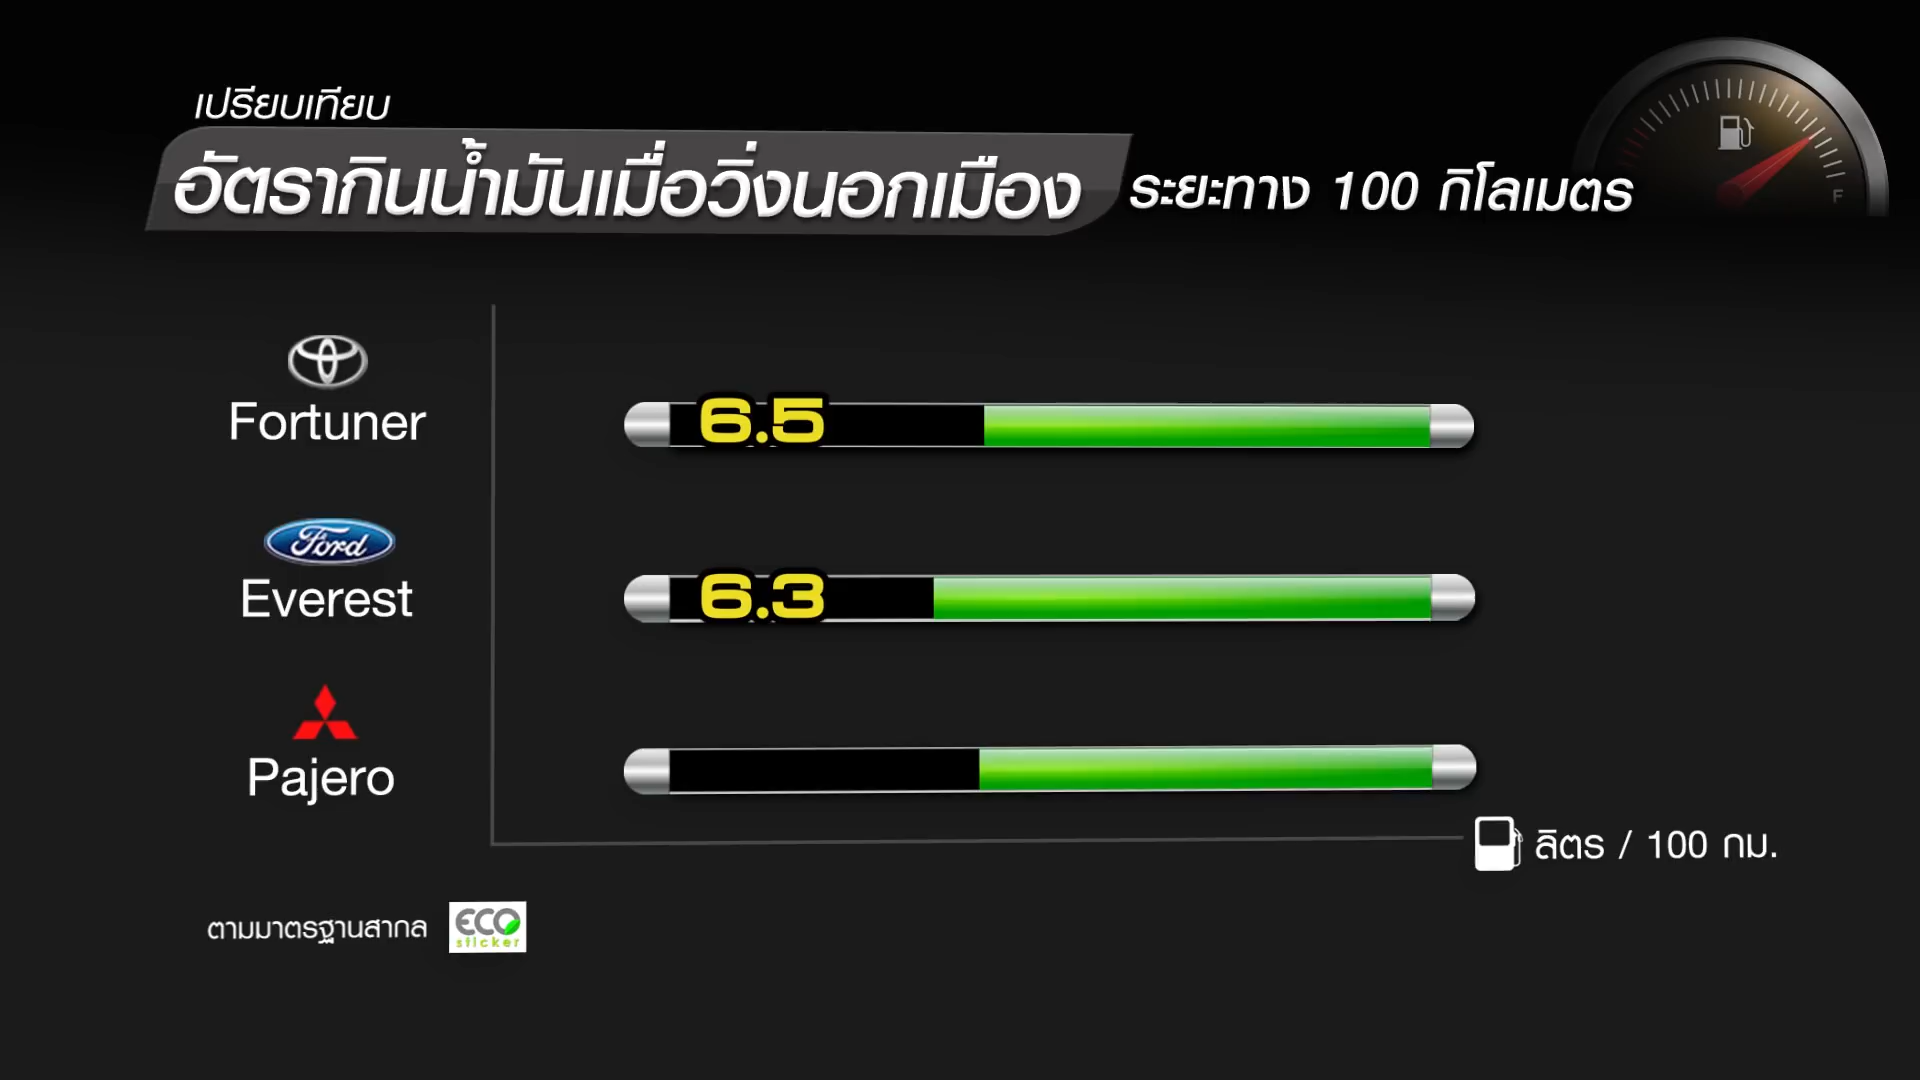 เปรียบเทียบ
อัตรากินน้ำมันเมื่อวิ่งนอกเมือง ระยะทาง 100 กิโลเมตร
F
Fortuner
6.5
Ford
Everest
6.3
Pajero
ลิตร / 100 กม.
ตามมาตรฐานสากล ECO sticker